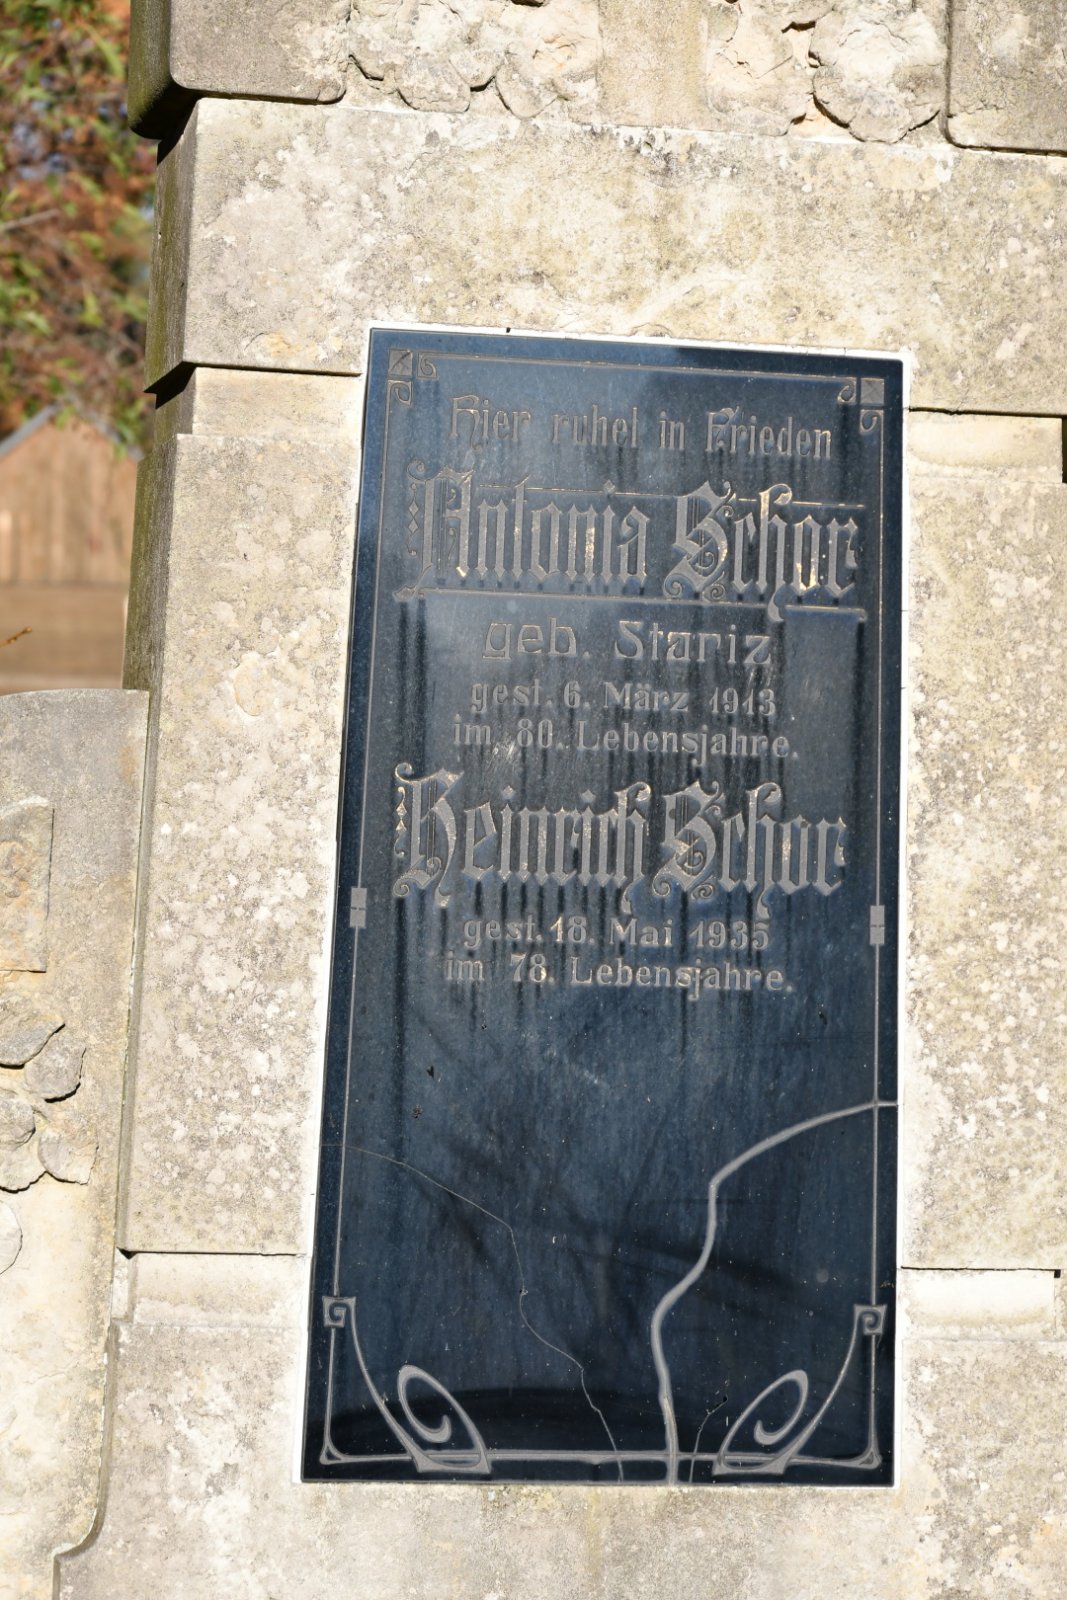 Hier ruhet in Frieden
Antonia Schor
geb. Stariz
gest. 6. März 1913
im 80. Lebensjahre.
Heinrich Schor
gest. 18. Mai 1935
im 78. Lebensjahre.